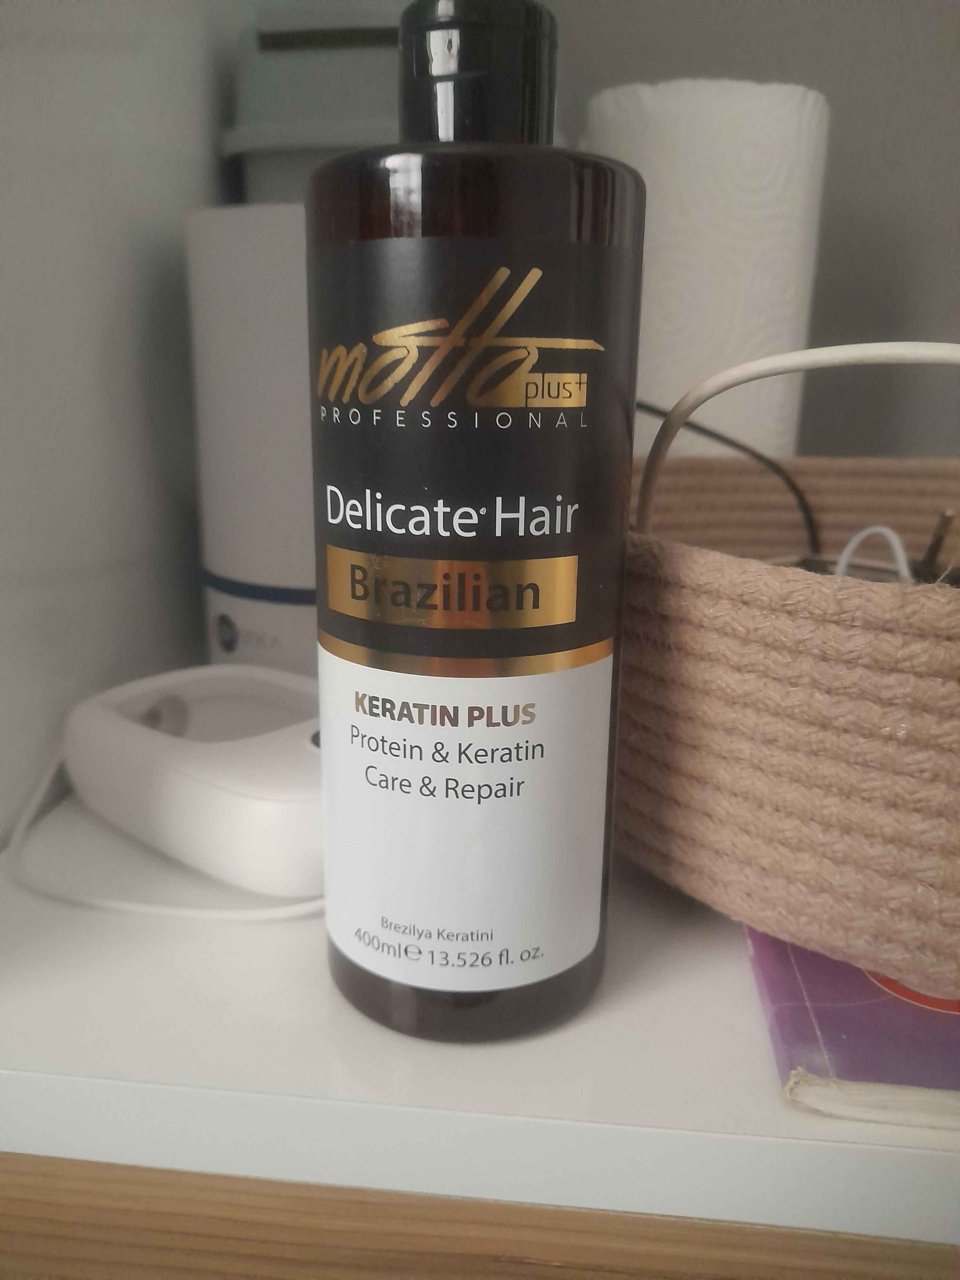 motto
plus+
PROFESSIONAL
Delicate Hair
Brazilian
KERATIN PLUS
Protein & Keratin
Care & Repair
Brezilya Keratini
400ml℮ 13.526 fl. oz.